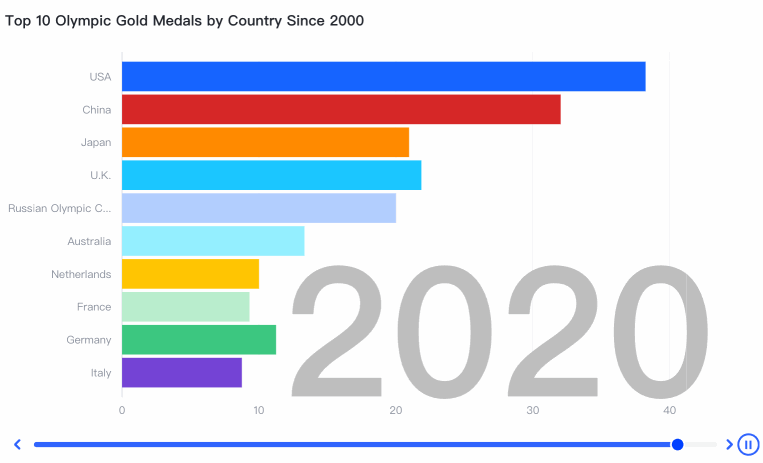 Top 10 Olympic Gold Medals by Country Since 2000
USA
China
Japan
U.K.
Russian Olympic C...
Australia
Netherlands
France
Germany
Italy
2020
0 10 20 30 40